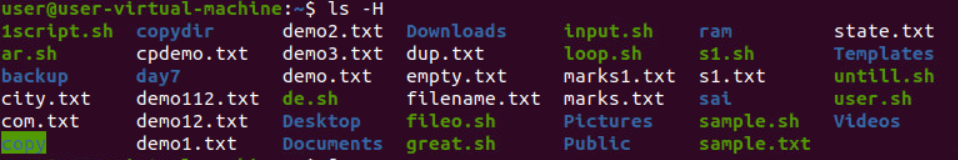 user@user-virtual-machine:~$ ls -H
1script.sh copydir demo2.txt Downloads input.sh ram state.txt
ar.sh cpdemo.txt demo3.txt dup.txt loop.sh s1.sh Templates
backup day7 demo.txt empty.txt marks1.txt s1.txt untill.sh
city.txt demo112.txt de.sh filename.txt marks.txt sai user.sh
com.txt demo12.txt Desktop fileo.sh Pictures sample.sh Videos
copy demo1.txt Documents great.sh Public sample.txt